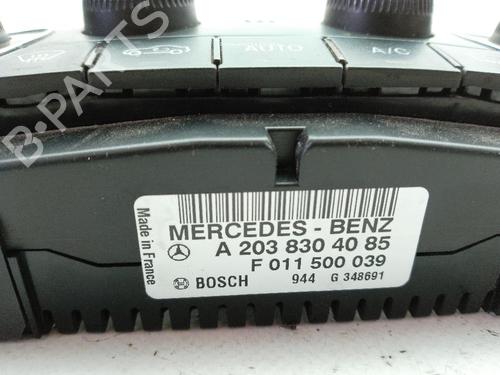 AUTO
A/C
B-PARTS
Made in France
MERCEDES - BENZ
A 203 830 40 85
F 011 500 039
BOSCH 944 G 348691